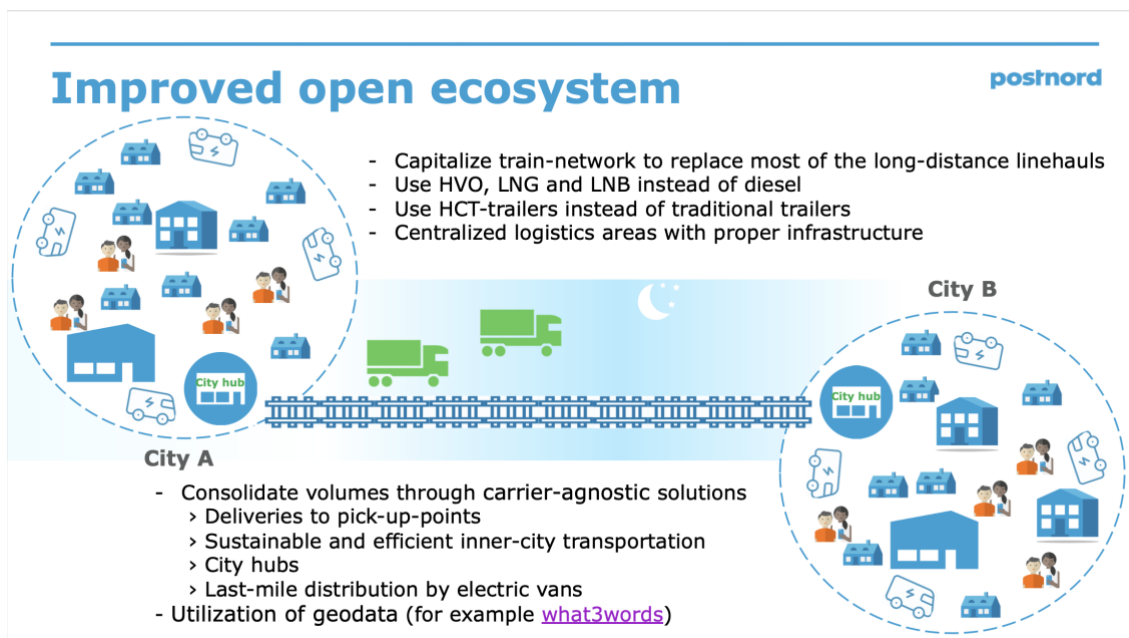 Improved open ecosystem
postnord
- Capitalize train-network to replace most of the long-distance linehauls
- Use HVO, LNG and LNB instead of diesel
- Use HCT-trailers instead of traditional trailers
- Centralized logistics areas with proper infrastructure
City B
City hub
City hub
City A
- Consolidate volumes through carrier-agnostic solutions
› Deliveries to pick-up-points
› Sustainable and efficient inner-city transportation
› City hubs
› Last-mile distribution by electric vans
- Utilization of geodata (for example what3words)